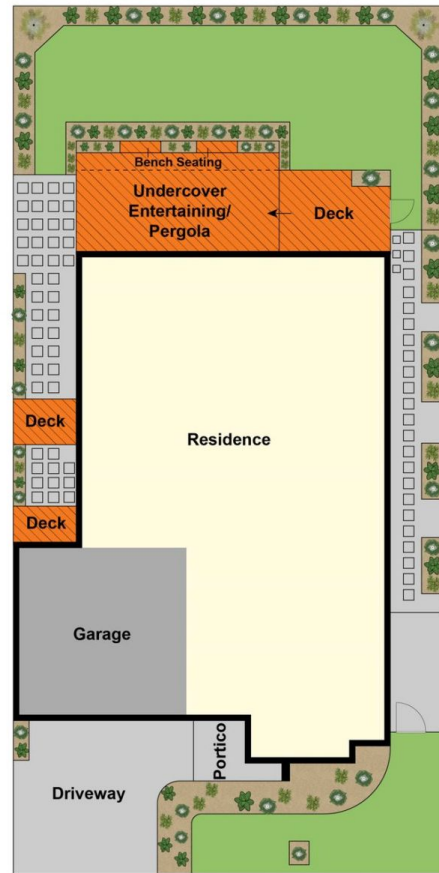 Bench Seating
Undercover
Entertaining/
Pergola
Deck
Deck
Residence
Deck
Garage
Portico
Driveway